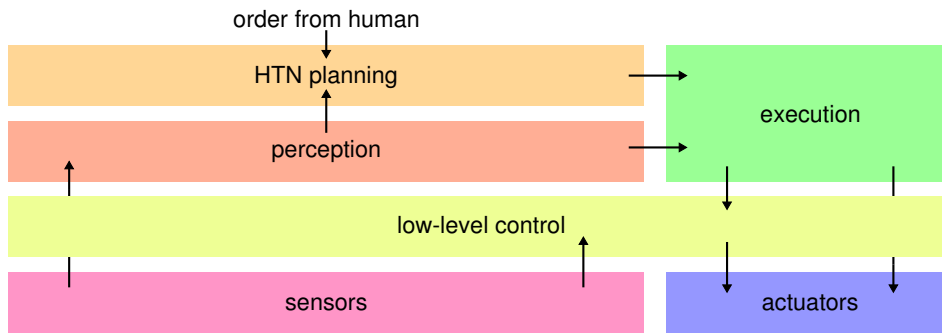 order from human
HTN planning
execution
perception
low-level control
sensors
actuators